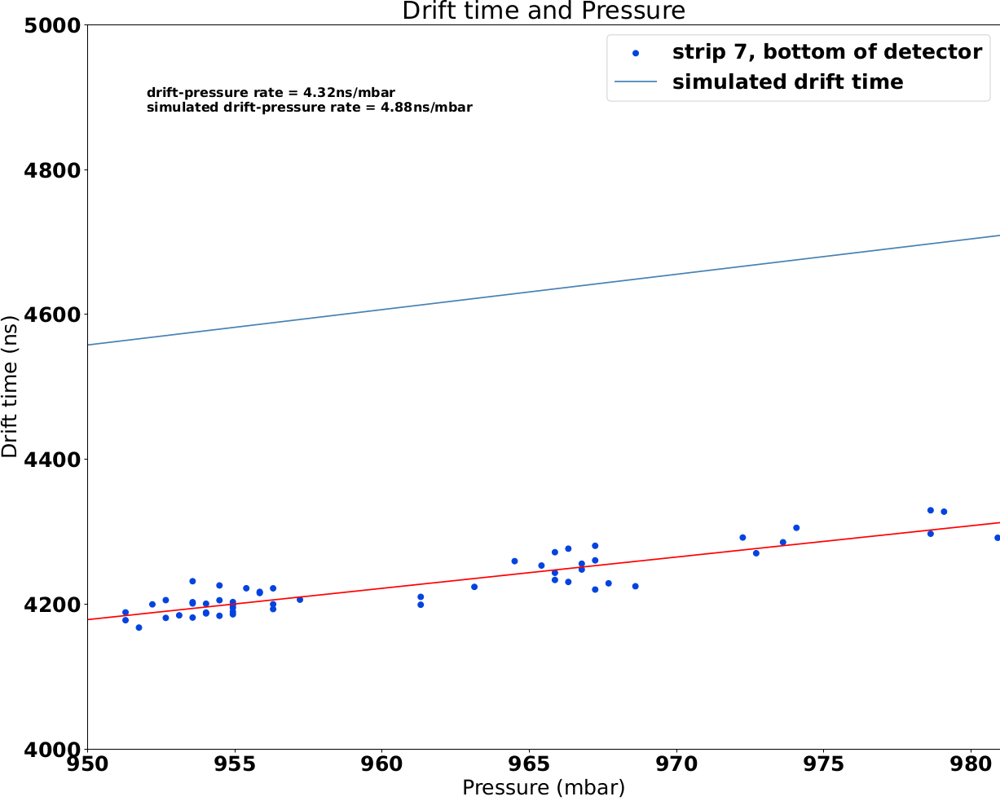 Drift time and Pressure
5000
4800
4600
4400
4200
4000
Drift time (ns)
drift-pressure rate = 4.32ns/mbar
simulated drift-pressure rate = 4.88ns/mbar
strip 7, bottom of detector
simulated drift time
950
955
960
965
970
975
980
Pressure (mbar)